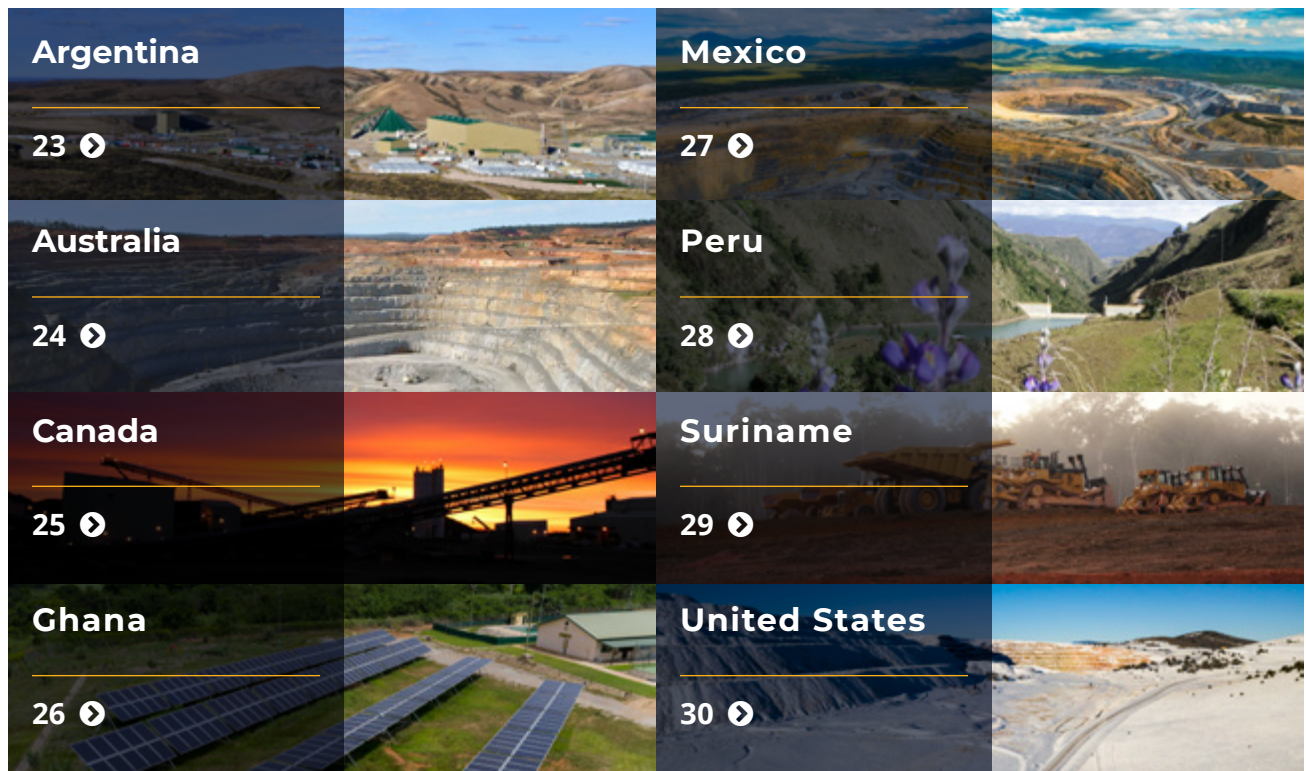 Argentina
23
Mexico
27
Australia
24
Peru
28
Canada
25
Suriname
29
Ghana
26
United States
30